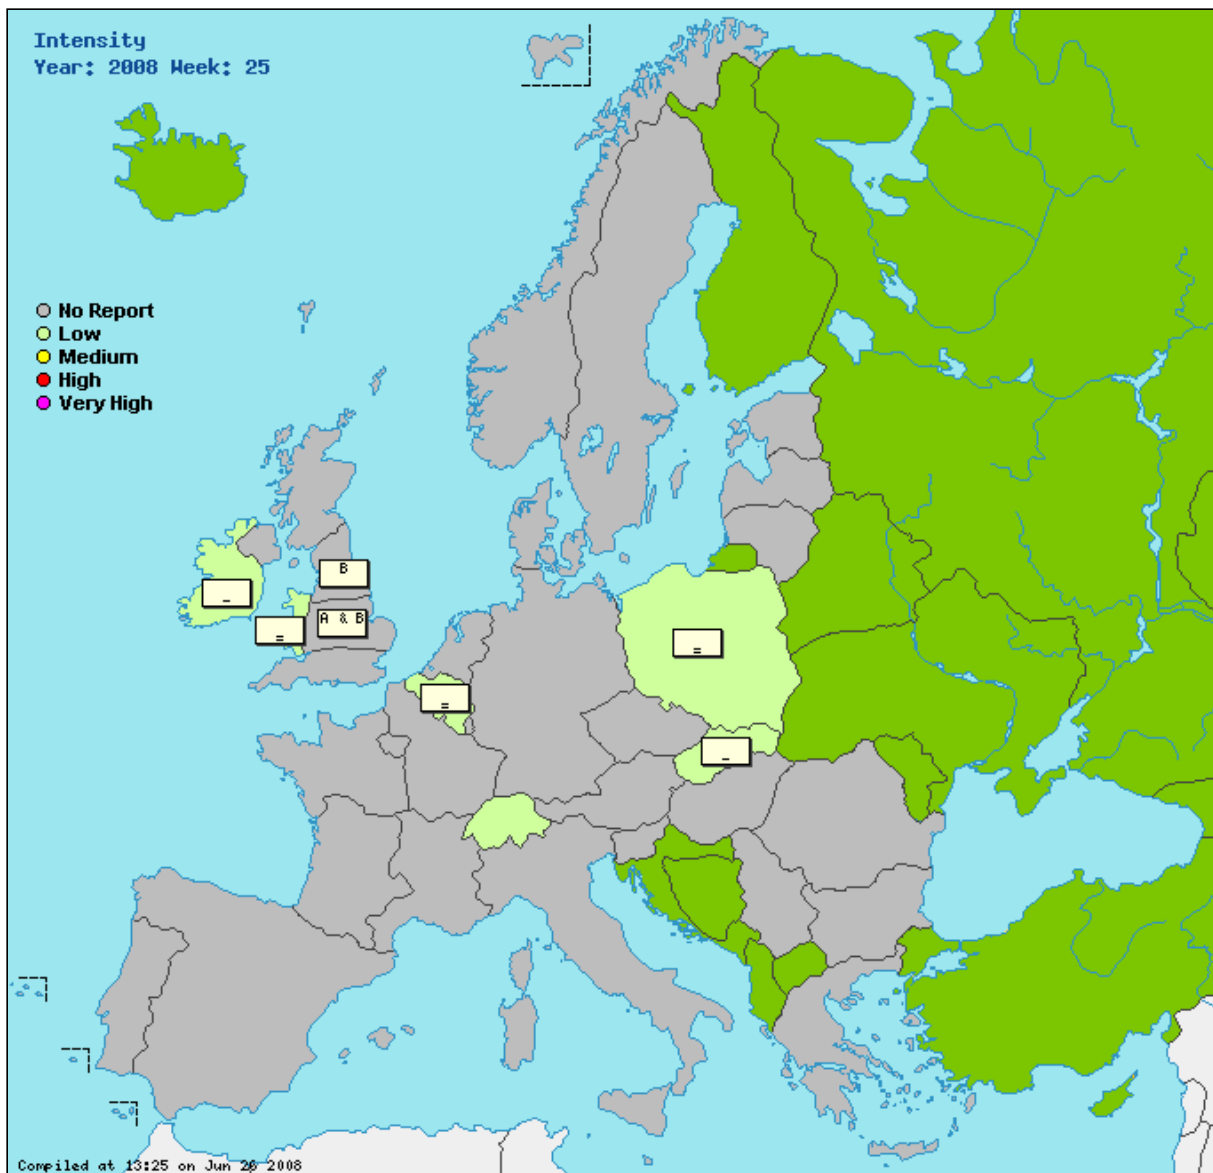 Intensity
Year: 2008 Week: 25
No Report
Low
Medium
High
Very High
B
-
A & B
=
=
=
-
Compiled at 13:25 on Jun 26 2008